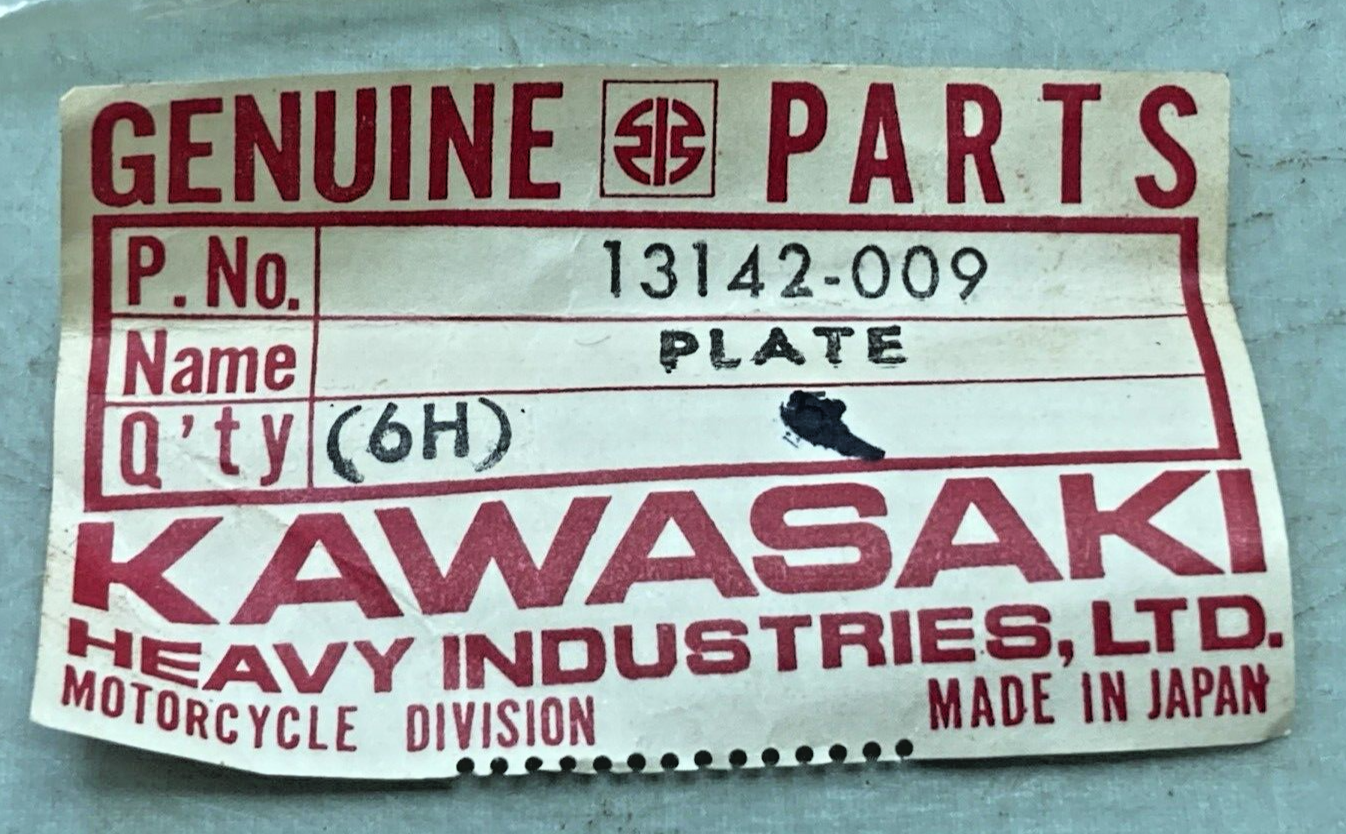 GENUINE PARTS
P. No. 13142-009
Name PLATE
Q'ty (6H)
KAWASAKI
HEAVY INDUSTRIES, LTD.
MOTORCYCLE DIVISION MADE IN JAPAN